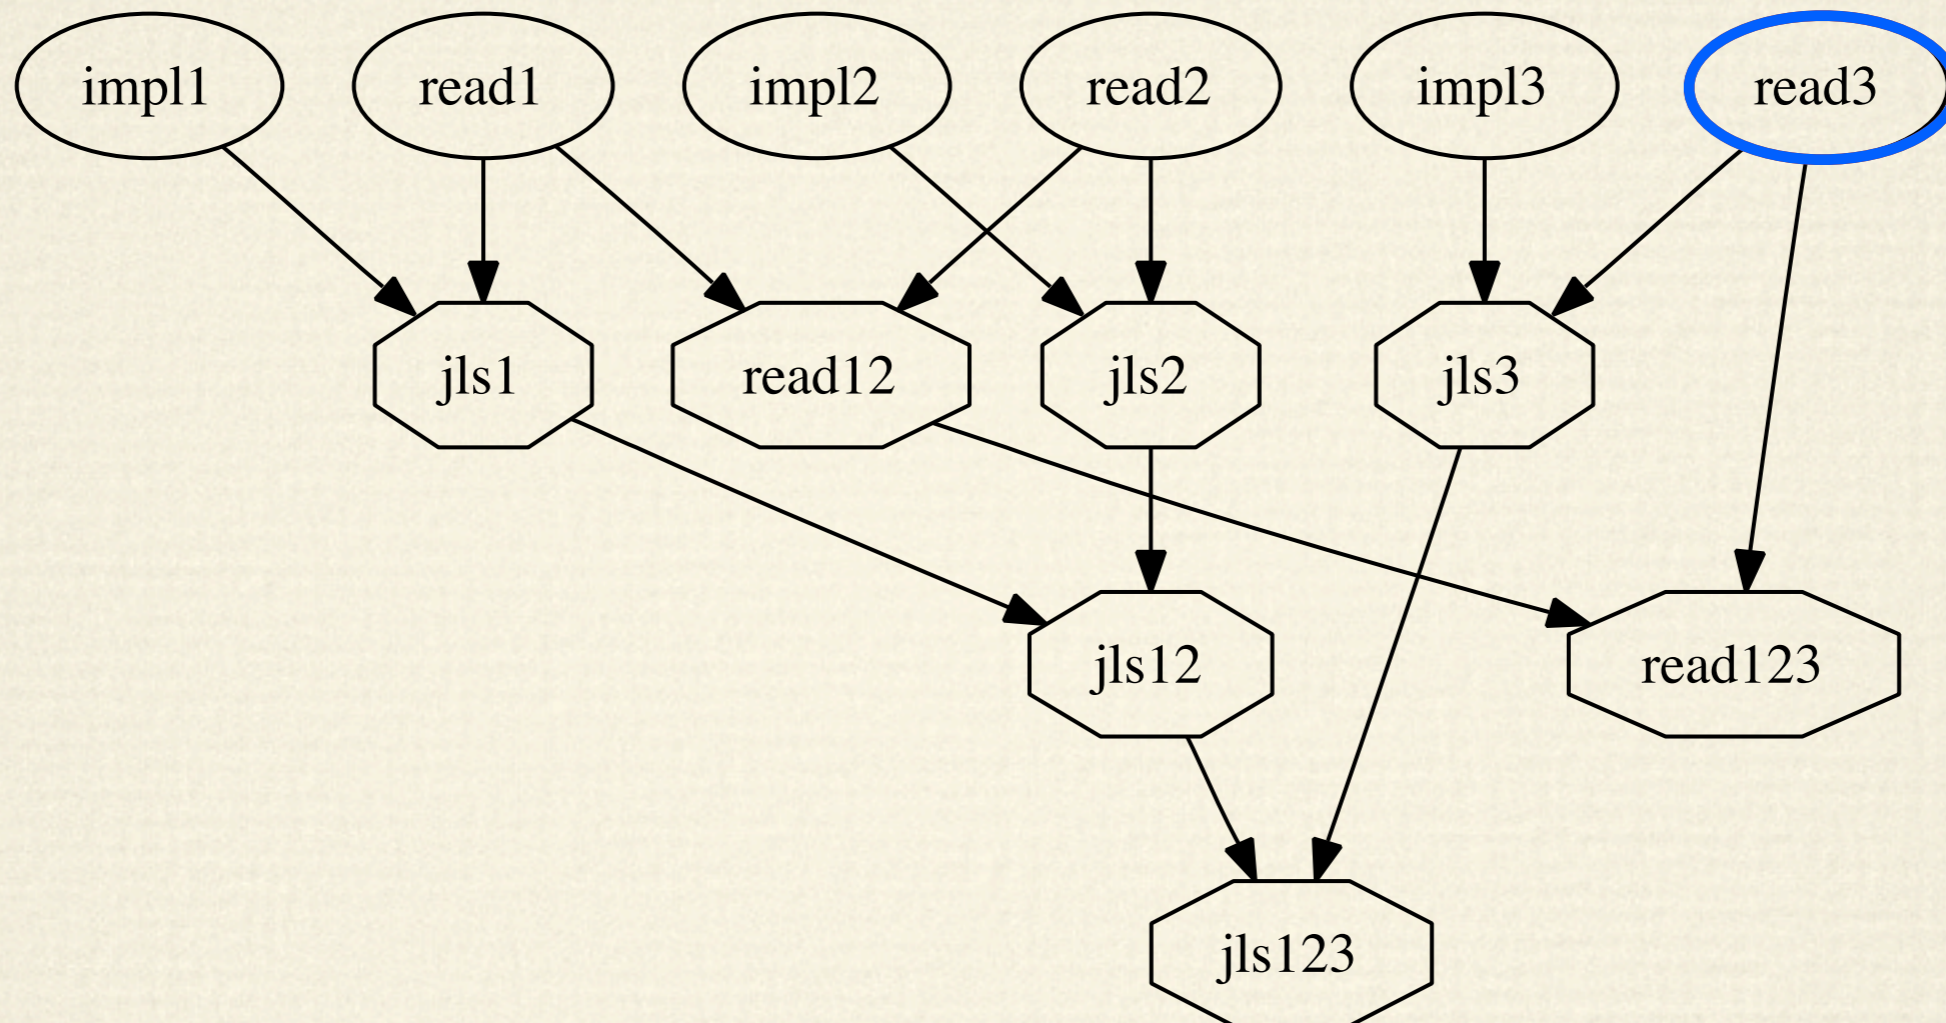 impl1
read1
impl2
read2
impl3
read3
jls1
read12
jls2
jls3
jls12
read123
jls123